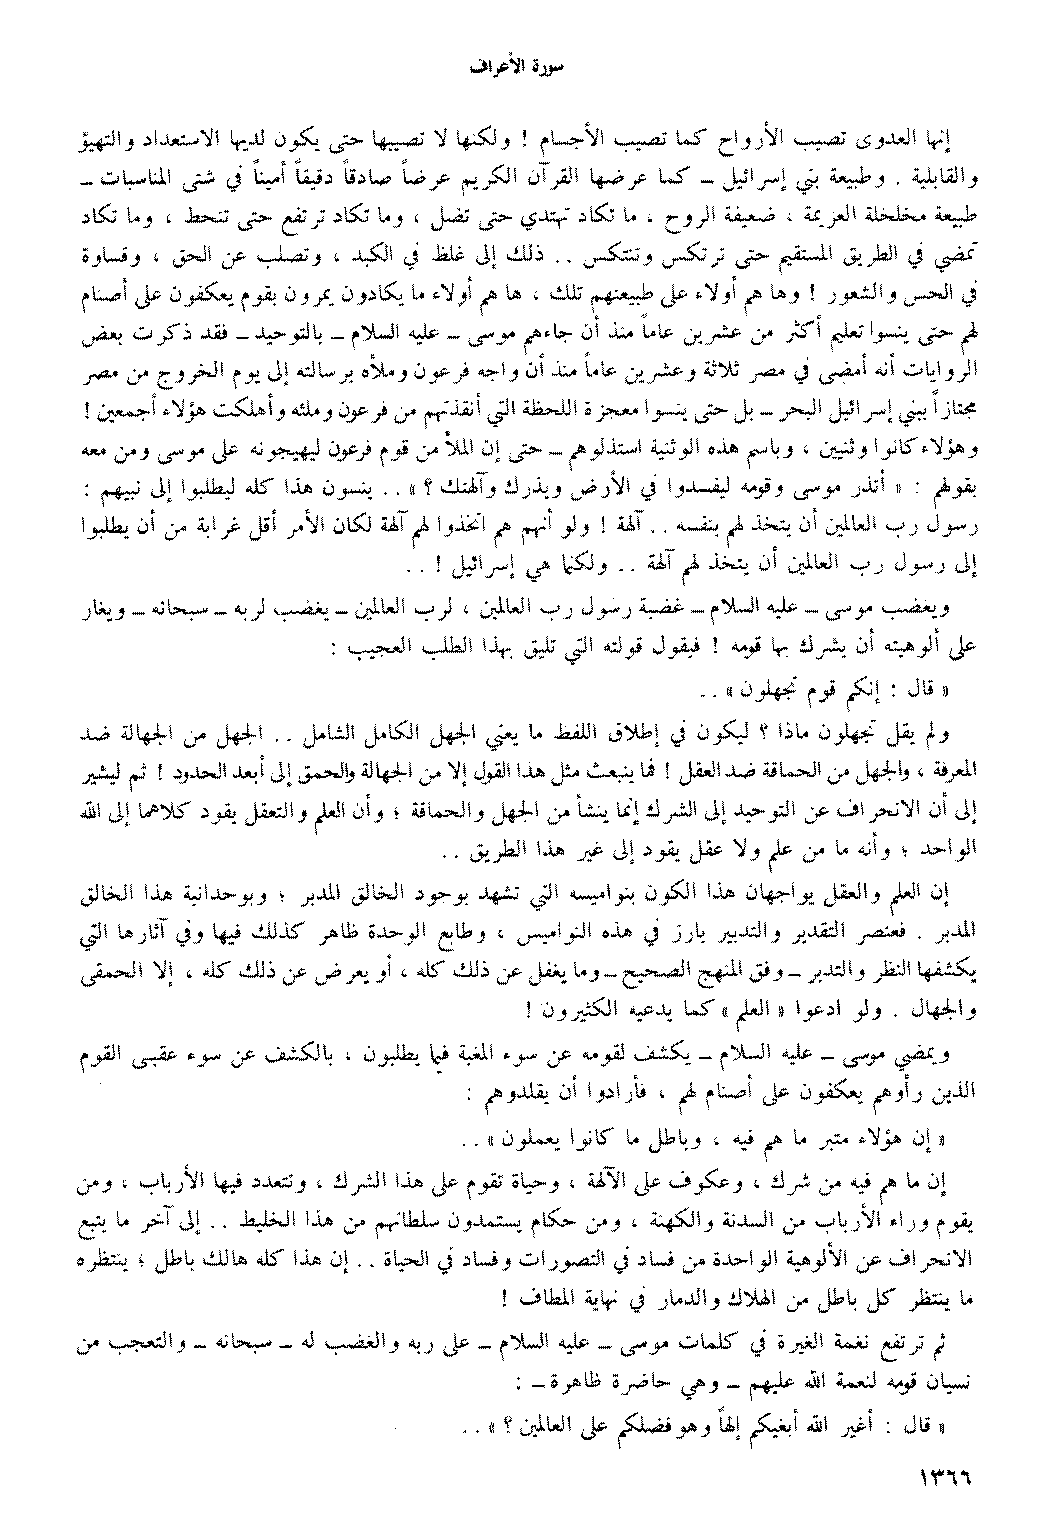 سورة الأعراف
إنها العدوى تصيب الأرواح كما تصيب الأجسام ! ولكنها لا تصيبها حتى يكون لديها الاستعداد والتهيؤ
والقابلية . وطبيعة بني إسرائيل – كما عرضها القرآن الكريم عرضاً صادقاً دقيقاً أميناً في شتى المناسبات –
طبيعة مخلخلة العزيمة ، ضعيفة الروح ، ما تكاد تهتدي حتى تضل ، وما تكاد ترتفع حتى تنحط ، وما تكاد
تمضي في الطريق المستقيم حتى ترتكس وتنتكس .. ذلك إلى غلظ في الكبد ، وتصلب عن الحق ، وقساوة
في الحس والشعور ! وها هم أولاء على طبيعتهم تلك ، ها هم أولاء ما يكادون يمرون بقوم يعكفون على أصنام
لهم حتى ينسوا تعليم أكثر من عشرين عاماً منذ أن جاءهم موسى – عليه السلام – بالتوحيد – فقد ذكرت بعض
الروايات أنه أمضى في مصر ثلاثة وعشرين عاماً منذ أن واجه فرعون وملأه برسالته إلى يوم الخروج من مصر
مجتازاً ببني إسرائيل البحر – بل حتى ينسوا معجزة اللحظة التي أنقذتهم من فرعون وملئه وأهلكت هؤلاء أجمعين !
وهؤلاء كانوا وثنيين ، وباسم هذه الوثنية استذلوهم – حتى إن الملأ من قوم فرعون ليهيجونه على موسى ومن معه
بقولهم : « أتذر موسى وقومه ليفسدوا في الأرض ويذرك وآلهتك ؟ » .. ينسون هذا كله ليطلبوا إلى نبيهم :
رسول رب العالمين أن يتخذ لهم بنفسه .. آلهة ! ولو أنهم هم اتخذوا لهم آلهة لكان الأمر أقل غرابة من أن يطلبوا
إلى رسول رب العالمين أن يتخذ لهم آلهة .. ولكنما هي إسرائيل ! ..
ويغضب موسى – عليه السلام – غضبة رسول رب العالمين ، لرب العالمين – يغضب لربه – سبحانه – ويغار
على ألوهيته أن يشرك بها قومه ! فيقول قولته التي تليق بهذا الطلب العجيب :
« قال : إنكم قوم تجهلون » ..
ولم يقل تجهلون ماذا ؟ ليكون في إطلاق اللفظ ما يعني الجهل الكامل الشامل .. الجهل من الجهالة ضد
المعرفة ، والجهل من الحماقة ضد العقل ! فما ينبعث مثل هذا القول إلا من الجهالة والحمق إلى أبعد الحدود ! ثم ليشير
إلى أن الانحراف عن التوحيد إلى الشرك إنما ينشأ من الجهل والحماقة ؛ وأن العلم والتعقل يقود كلاهما إلى الله
الواحد ؛ وأنه ما من علم ولا عقل يقود إلى غير هذا الطريق ..
إن العلم والعقل يواجهان هذا الكون بنواميسه التي تشهد بوجود الخالق المدبر ؛ وبوحدانية هذا الخالق
المدبر . فعنصر التقدير والتدبير بارز في هذه النواميس ، وطابع الوحدة ظاهر كذلك فيها وفي آثارها التي
يكشفها النظر والتدبر – وفق المنهج الصحيح – وما يغفل عن ذلك كله ، أو يعرض عن ذلك كله ، إلا الحمقى
والجهال . ولو ادعوا « العلم » كما يدعيه الكثيرون !
ويمضي موسى – عليه السلام – يكشف لقومه عن سوء المغبة فيما يطلبون ، بالكشف عن سوء عقبى القوم
الذين رأوهم يعكفون على أصنام لهم ، فأرادوا أن يقلدوهم :
« إن هؤلاء متبر ما هم فيه ، وباطل ما كانوا يعملون » ..
إن ما هم فيه من شرك ، وعكوف على الآلهة ، وحياة تقوم على هذا الشرك ، وتتعدد فيها الأرباب ، ومن
يقوم وراء الأرباب من السدنة والكهنة ، ومن حكام يستمدون سلطانهم من هذا الخليط .. إلى آخر ما يتبع
الانحراف عن الألوهية الواحدة من فساد في التصورات وفساد في الحياة .. إن هذا كله هالك باطل ؛ ينتظره
ما ينتظر كل باطل من الهلاك والدمار في نهاية المطاف !
ثم ترتفع نغمة الغيرة في كلمات موسى – عليه السلام – على ربه والغضب له – سبحانه – والتعجب من
نسيان قومه لنعمة الله عليهم – وهي حاضرة ظاهرة – :
« قال : أغير الله أبغيكم إلهاً وهو فضلكم على العالمين ؟ » ..
١٣٦٦